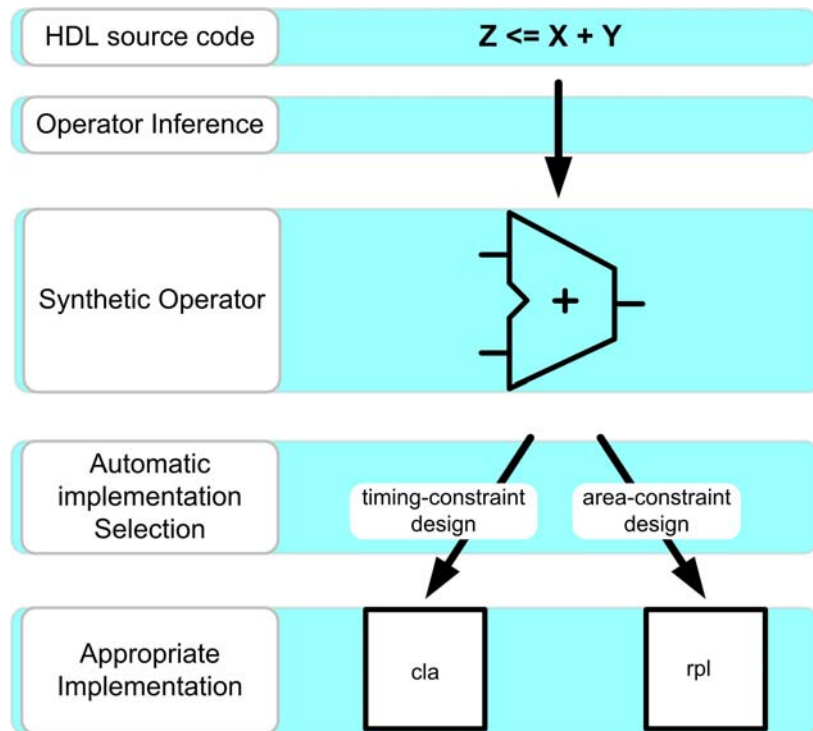 HDL source code
Z <= X + Y
Operator Inference
Synthetic Operator
+
Automatic
implementation
Selection
timing-constraint
design
area-constraint
design
Appropriate
Implementation
cla
rpl